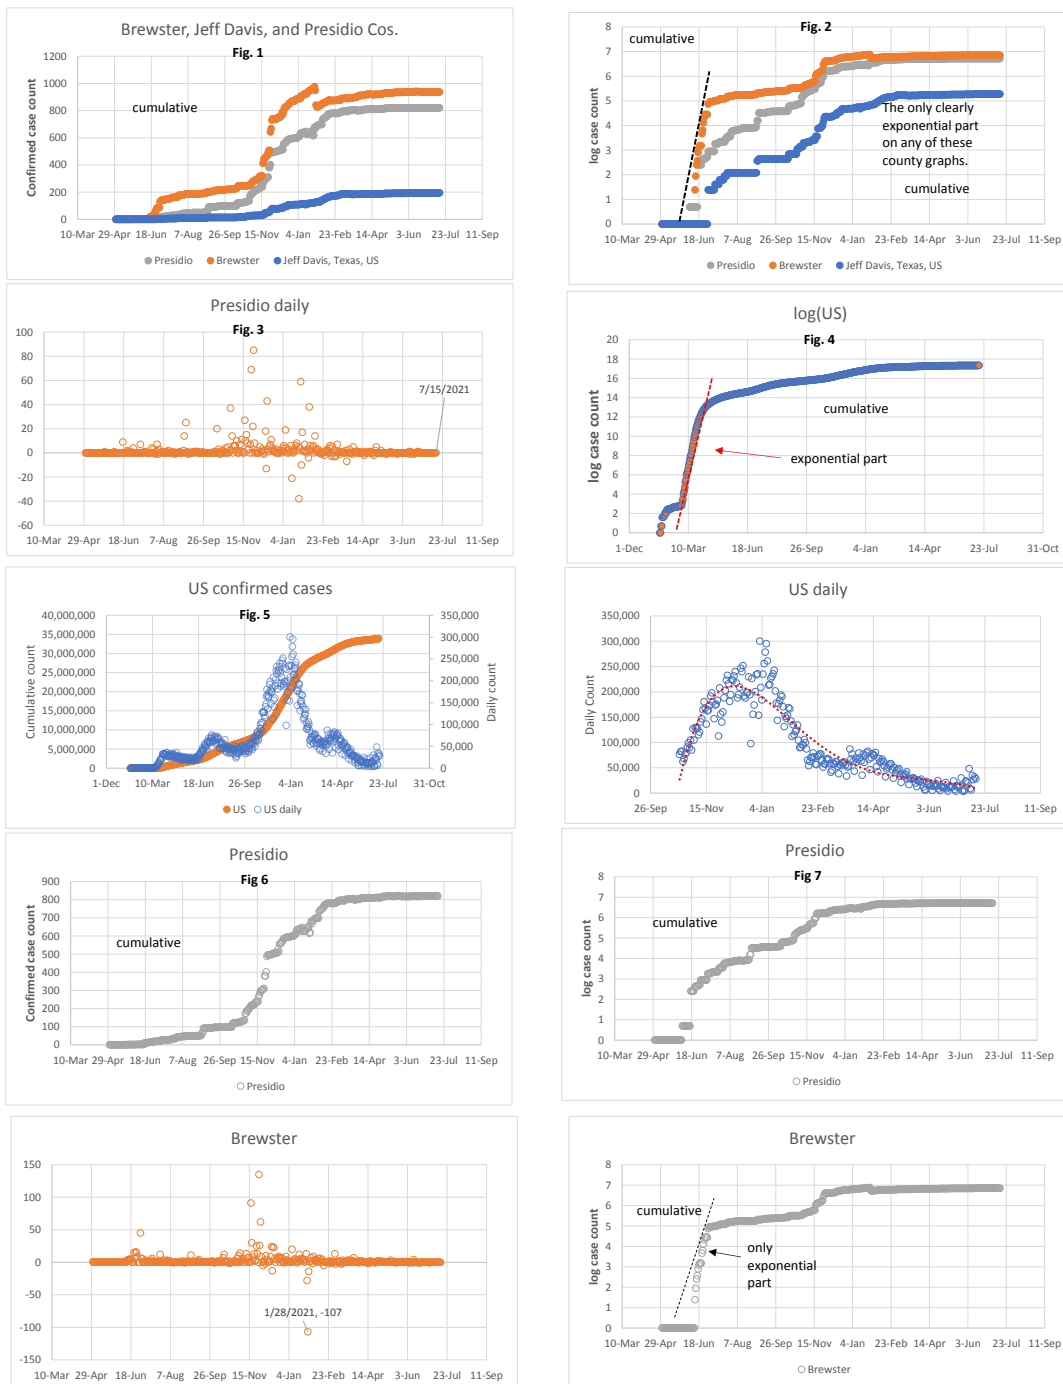 Brewster, Jeff Davis, and Presidio Cos.
Fig. 1
cumulative
Confirmed case count
1200
1000
800
600
400
200
0
10-Mar 29-Apr 18-Jun 7-Aug 26-Sep 15-Nov 4-Jan 23-Feb 14-Apr 3-Jun 23-Jul 11-Sep
Presidio Brewster Jeff Davis, Texas, US
Fig. 2
cumulative
log case count
8
7
6
5
4
3
2
1
0
The only clearly
exponential part
on any of these
county graphs.
cumulative
10-Mar 29-Apr 18-Jun 7-Aug 26-Sep 15-Nov 4-Jan 23-Feb 14-Apr 3-Jun 23-Jul 11-Sep
Presidio Brewster Jeff Davis, Texas, US
Presidio daily
Fig. 3
100
80
60
40
20
0
-20
-40
-60
7/15/2021
10-Mar 29-Apr 18-Jun 7-Aug 26-Sep 15-Nov 4-Jan 23-Feb 14-Apr 3-Jun 23-Jul 11-Sep
log(US)
Fig. 4
log case count
20
18
16
14
12
10
8
6
4
2
0
cumulative
exponential part
1-Dec 10-Mar 18-Jun 26-Sep 4-Jan 14-Apr 23-Jul 31-Oct
US confirmed cases
Fig. 5
Cumulative count
40,000,000
35,000,000
30,000,000
25,000,000
20,000,000
15,000,000
10,000,000
5,000,000
0
350,000
300,000
250,000
200,000
150,000
100,000
50,000
0
Daily count
1-Dec 10-Mar 18-Jun 26-Sep 4-Jan 14-Apr 23-Jul 31-Oct
US US daily
US daily
Daily Count
350,000
300,000
250,000
200,000
150,000
100,000
50,000
0
26-Sep 15-Nov 4-Jan 23-Feb 14-Apr 3-Jun 23-Jul 11-Sep
Presidio
Fig 6
cumulative
Confirmed case count
900
800
700
600
500
400
300
200
100
0
10-Mar 29-Apr 18-Jun 7-Aug 26-Sep 15-Nov 4-Jan 23-Feb 14-Apr 3-Jun 23-Jul 11-Sep
Presidio
Presidio
Fig 7
cumulative
log case count
8
7
6
5
4
3
2
1
0
10-Mar 29-Apr 18-Jun 7-Aug 26-Sep 15-Nov 4-Jan 23-Feb 14-Apr 3-Jun 23-Jul 11-Sep
Presidio
Brewster
150
100
50
0
-50
-100
-150
1/28/2021, -107
10-Mar 29-Apr 18-Jun 7-Aug 26-Sep 15-Nov 4-Jan 23-Feb 14-Apr 3-Jun 23-Jul 11-Sep
Brewster
log case count
8
7
6
5
4
3
2
1
0
cumulative
only
exponential
part
10-Mar 29-Apr 18-Jun 7-Aug 26-Sep 15-Nov 4-Jan 23-Feb 14-Apr 3-Jun 23-Jul 11-Sep
Brewster